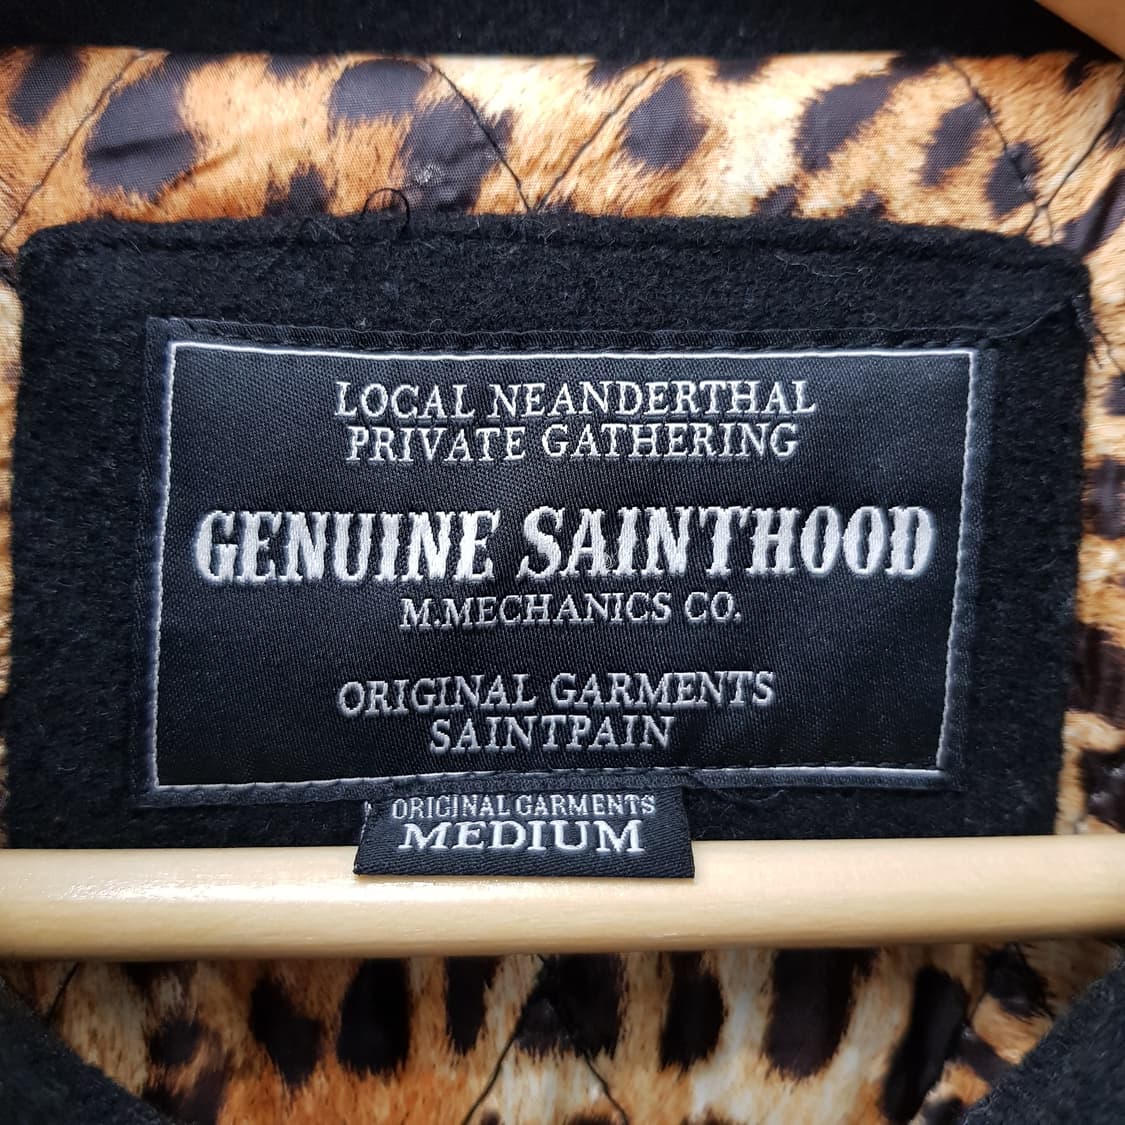 LOCAL NEANDERTHAL
PRIVATE GATHERING
GENUINE SAINTHOOD
M.MECHANICS CO.
ORIGINAL GARMENTS
SAINTPAIN
ORIGINAL GARMENTS
MEDIUM